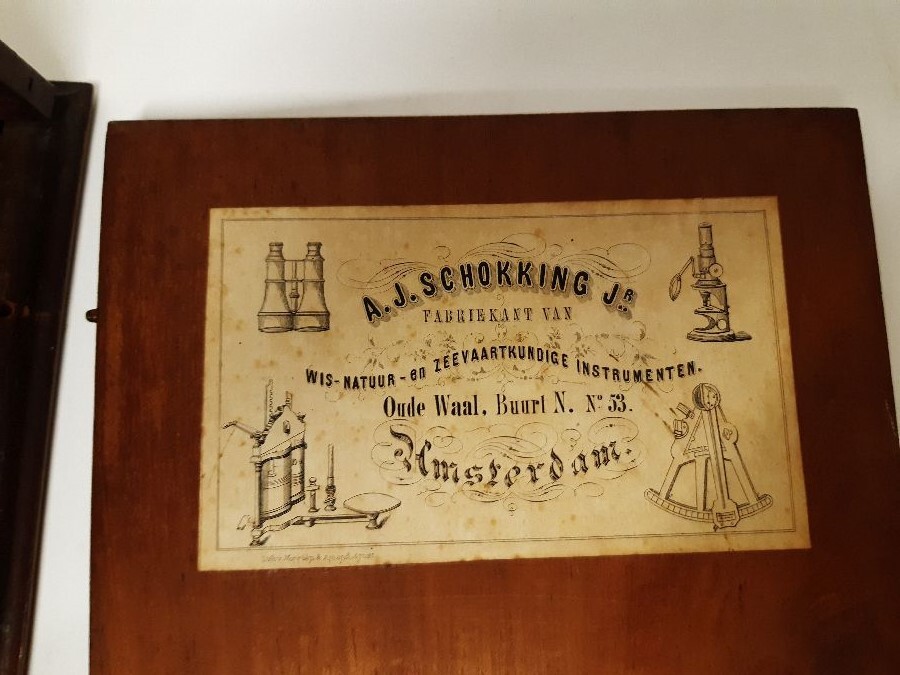 A.J. SCHOKKING JR.
FABRIEKANT VAN
WIS-NATUUR-en ZEEVAARTKUNDIGE INSTRUMENTEN.
Oude Waal, Buurt N. No 53.
Amsterdam.